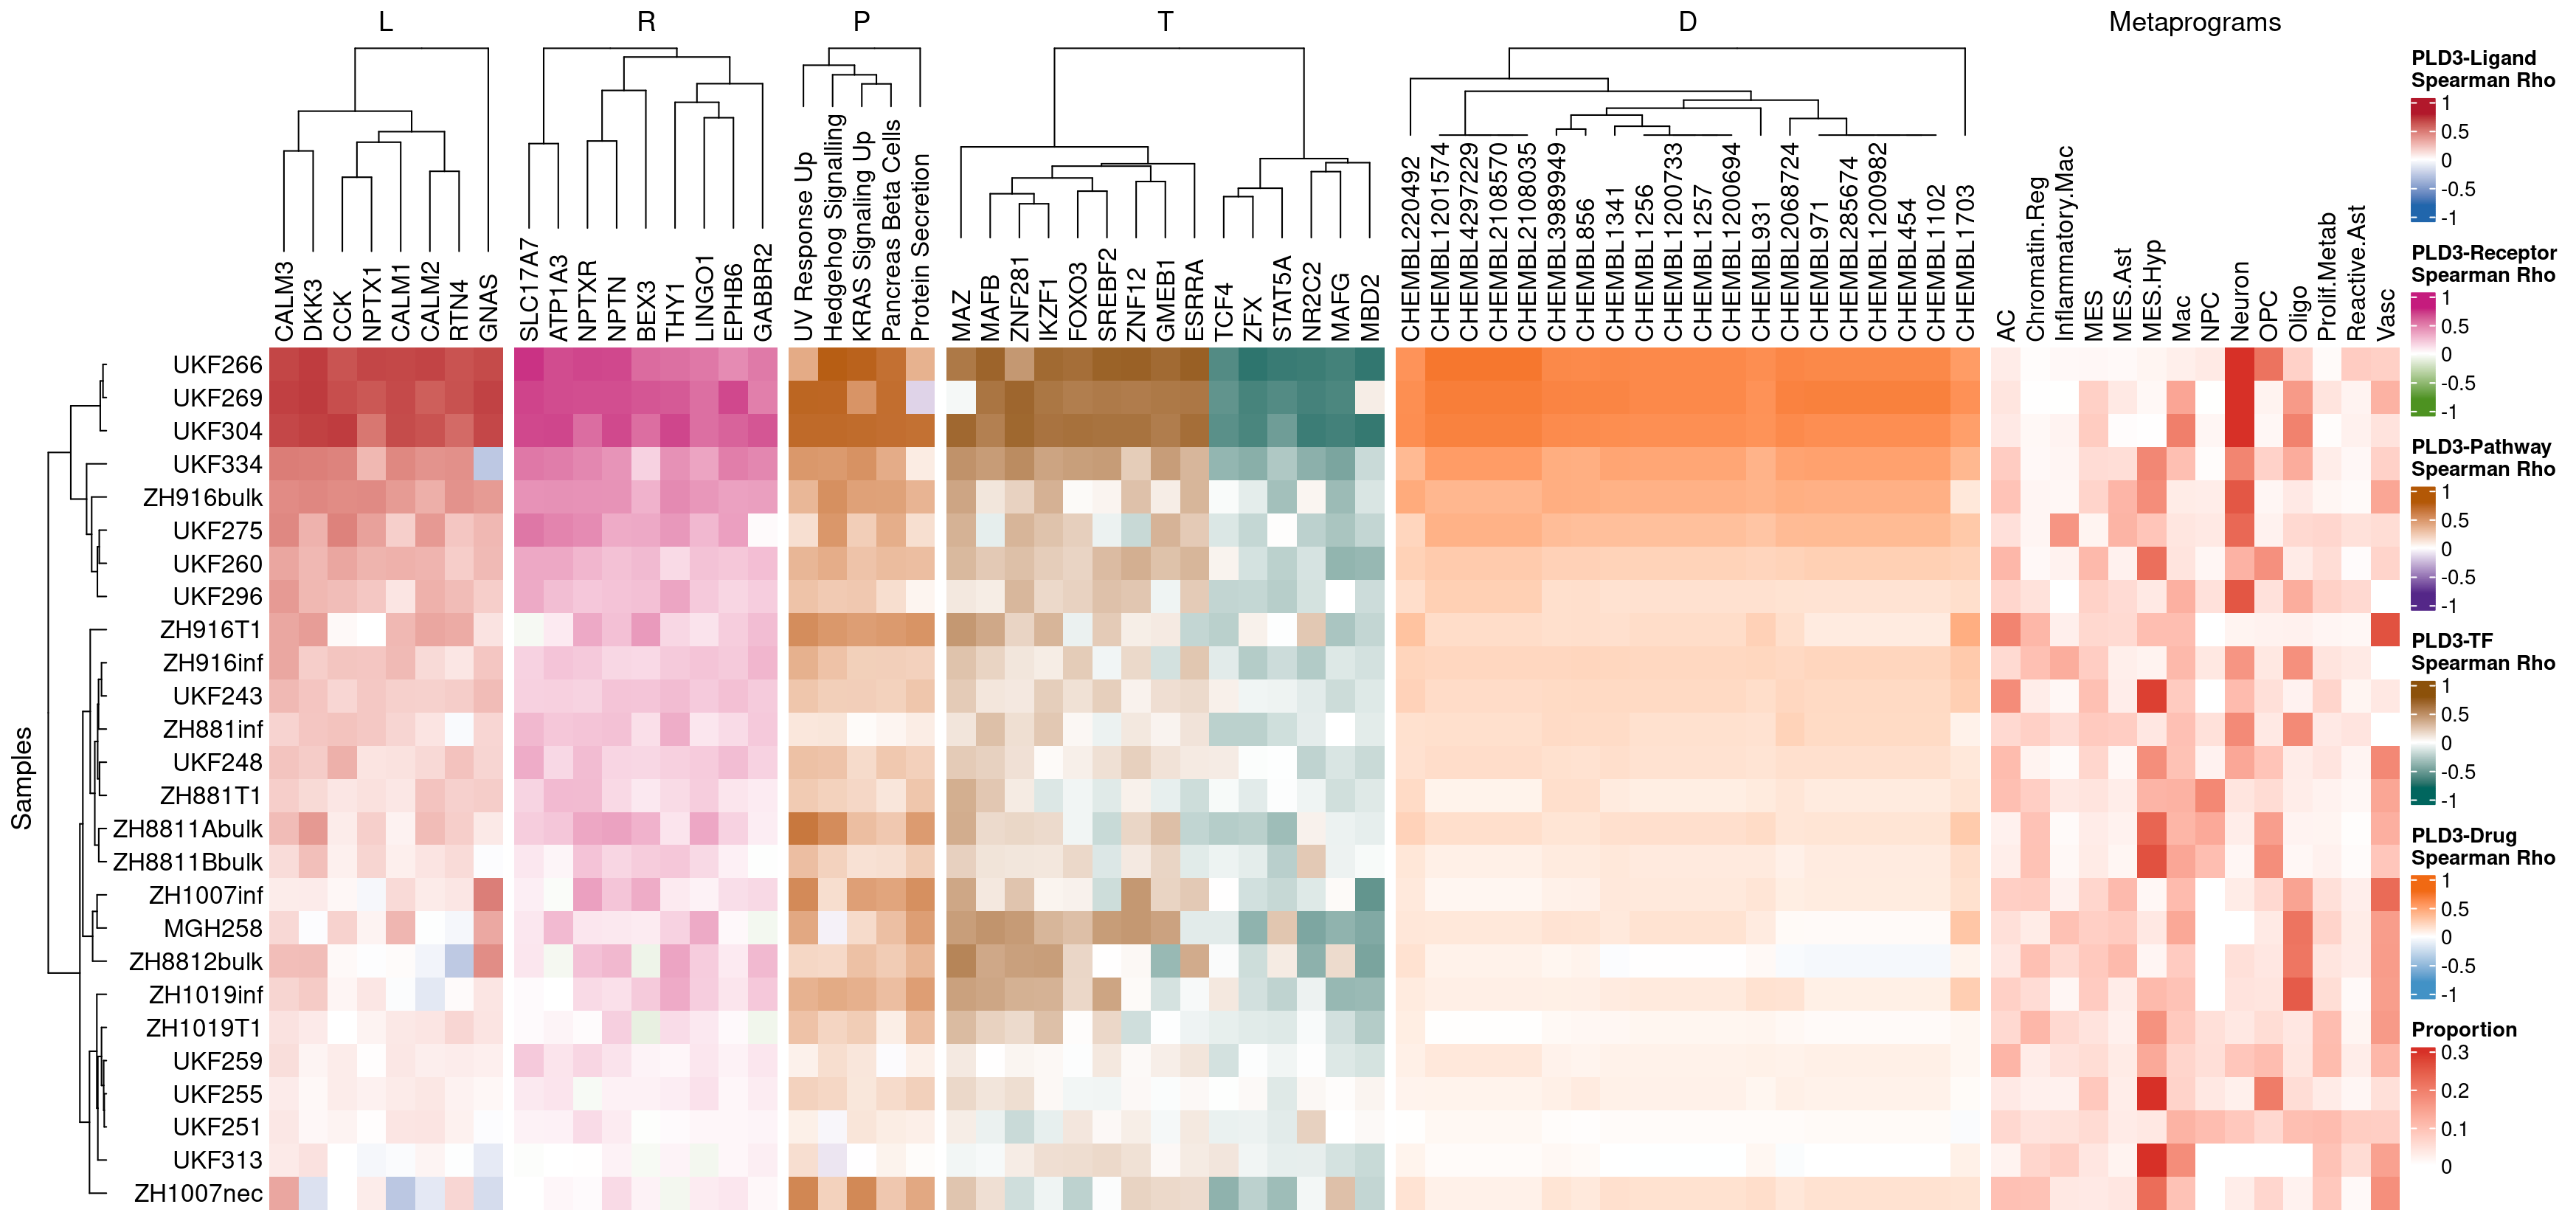 L R P T D Metaprograms
CALM3 DKK3 CCK NPTX1 CALM1 CALM2 RTN4 GNAS
SLC17A7 ATP1A3 NPTXR NPTN BEX3 THY1 LINGO1 EPHB6 GABBR2
UV Response Up
Hedgehog Signalling
KRAS Signaling Up
Pancreas Beta Cells
Protein Secretion
MAZ MAFB ZNF281 IKZF1 FOXO3 SREBF2 ZNF12 GMEB1 ESRRA TCF4 ZFX STAT5A NR2C2 MAFG MBD2
CHEMBL220492
CHEMBL1201574
CHEMBL4297229
CHEMBL2108570
CHEMBL2108035
CHEMBL3989949
CHEMBL856
CHEMBL1341
CHEMBL1256
CHEMBL1200733
CHEMBL1257
CHEMBL1200694
CHEMBL931
CHEMBL2068724
CHEMBL971
CHEMBL285674
CHEMBL1200982
CHEMBL454
CHEMBL1102
CHEMBL1703
AC
Chromatin.Reg
Inflammatory.Mac
MES
MES.Ast
MES.Hyp
Mac
NPC
Neuron
OPC
Oligo
Prolif.Metab
Reactive.Ast
Vasc
Samples
UKF266
UKF269
UKF304
UKF334
ZH916bulk
UKF275
UKF260
UKF296
ZH916T1
ZH916inf
UKF243
ZH881inf
UKF248
ZH881T1
ZH8811Abulk
ZH8811Bbulk
ZH1007inf
MGH258
ZH8812bulk
ZH1019inf
ZH1019T1
UKF259
UKF255
UKF251
UKF313
ZH1007nec
PLD3-Ligand
Spearman Rho
1
0.5
0
-0.5
-1
PLD3-Receptor
Spearman Rho
1
0.5
0
-0.5
-1
PLD3-Pathway
Spearman Rho
1
0.5
0
-0.5
-1
PLD3-TF
Spearman Rho
1
0.5
0
-0.5
-1
PLD3-Drug
Spearman Rho
1
0.5
0
-0.5
-1
Proportion
0.3
0.2
0.1
0